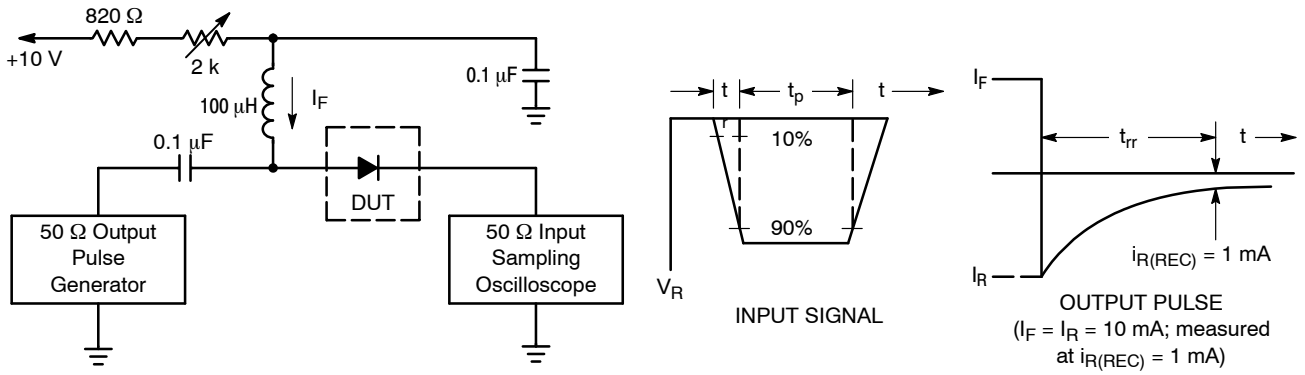 820 Ω
+10 V
2 k
0.1 μF
100 μH
I_F
0.1 μF
DUT
50 Ω Output
Pulse
Generator
50 Ω Input
Sampling
Oscilloscope
t
r
t_p
t
10%
90%
V_R
INPUT SIGNAL
I_F
t_rr
t
i_R(REC) = 1 mA
I_R
OUTPUT PULSE
(I_F = I_R = 10 mA; measured
at i_R(REC) = 1 mA)